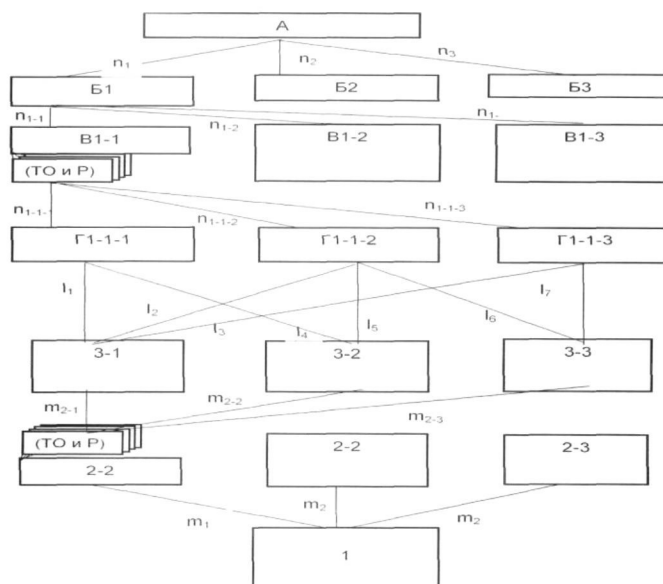 А
n1 n2 n3
Б1 Б2 Б3
n1-1 n1-2 n1-
В1-1 В1-2 В1-3
(ТО и Р)
n1-1-1 n1-1-2 n1-1-3
Г1-1-1 Г1-1-2 Г1-1-3
l1 l2 l3 l4 l5 l6 l7
3-1 3-2 3-3
m2-1 m2-2 m2-3
(ТО и Р)
2-2 2-2 2-3
m1 m2 m2
1